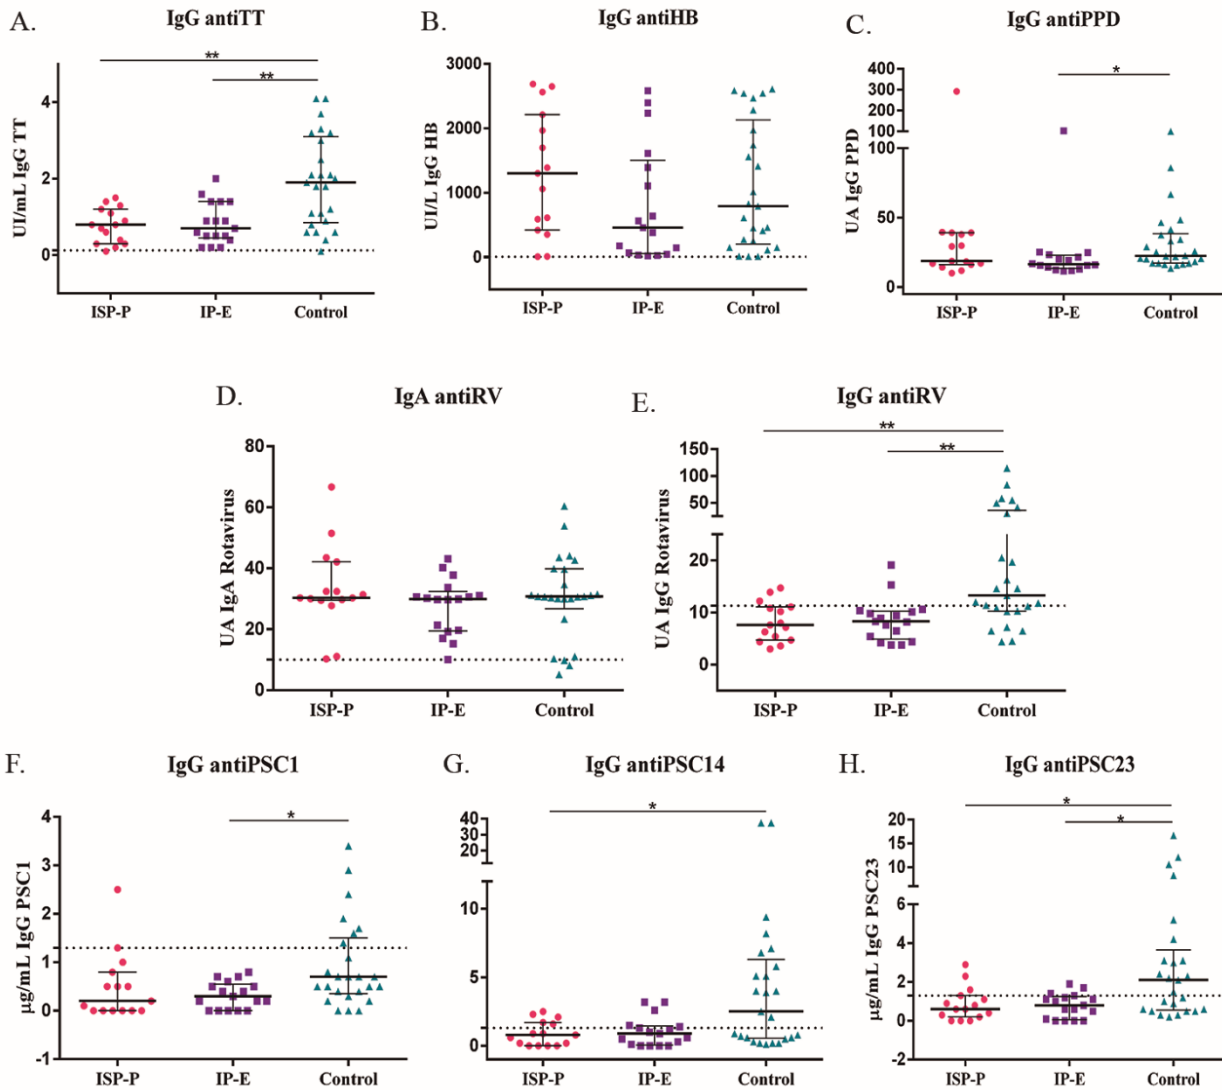 A.
IgG antiTT
**
**
UI/mL IgG TT
4
2
0
ISP-P IP-E Control
B.
IgG antiHB
UI/L IgG HB
3000
2000
1000
0
ISP-P IP-E Control
C.
IgG antiPPD
*
UA IgG PPD
400
300
200
100
100
50
0
ISP-P IP-E Control
D.
IgA antiRV
UA IgA Rotavirus
80
60
40
20
0
ISP-P IP-E Control
E.
IgG antiRV
**
**
UA IgG Rotavirus
150
100
50
20
10
0
ISP-P IP-E Control
F.
IgG antiPSC1
*
µg/mL IgG PSC1
4
3
2
1
0
-1
ISP-P IP-E Control
G.
IgG antiPSC14
*
40
30
20
10
5
0
-1
ISP-P IP-E Control
H.
IgG antiPSC23
*
*
µg/mL IgG PSC23
20
15
10
6
4
2
0
-2
ISP-P IP-E Control